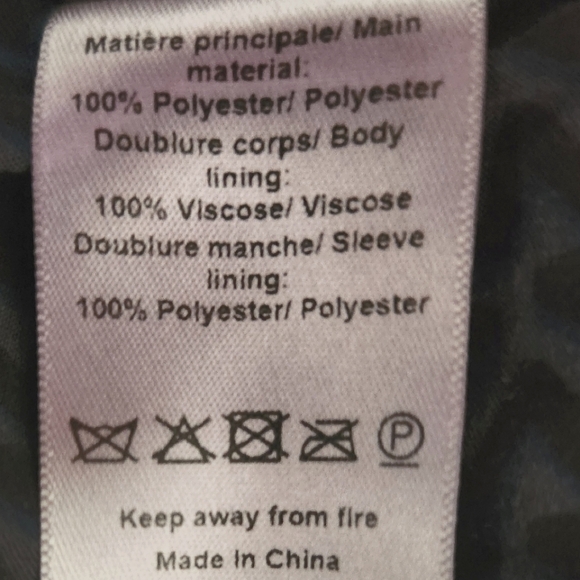 Matière principale/ Main
material:
100% Polyester/ Polyester
Doublure corps/ Body
lining:
100% Viscose/ Viscose
Doublure manche/ Sleeve
lining:
100% Polyester/ Polyester
P
Keep away from fire
Made in China